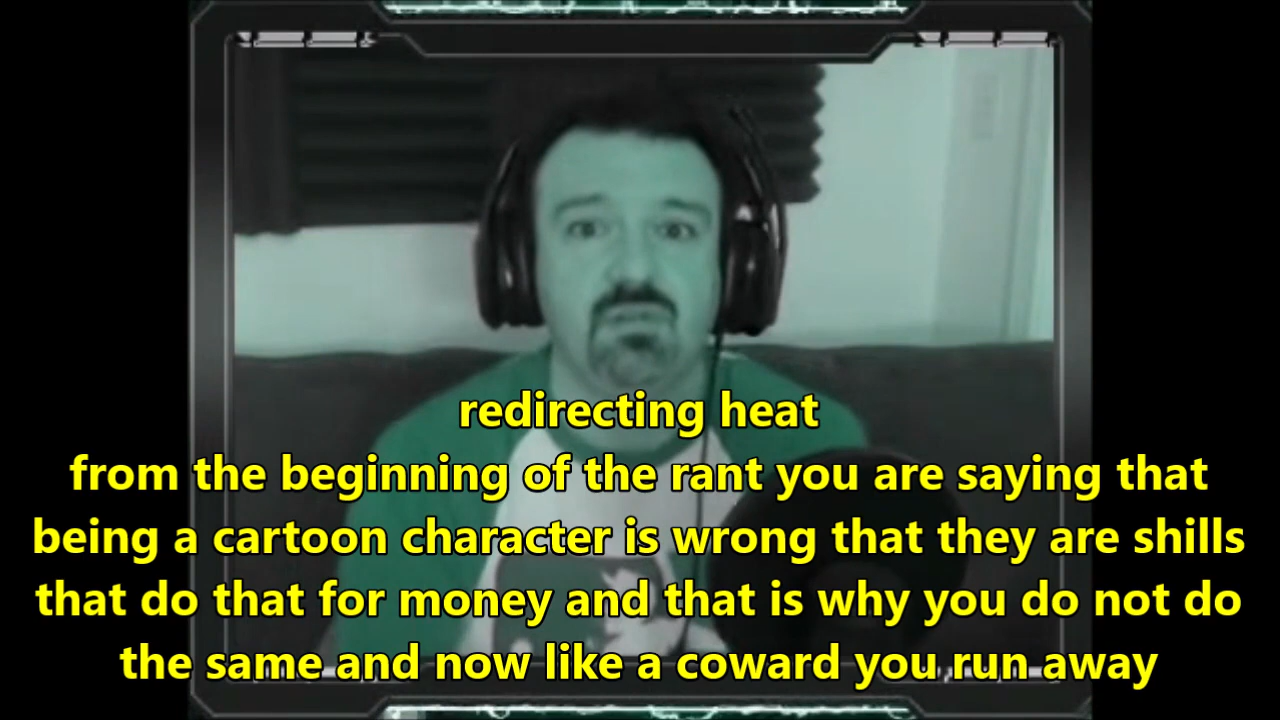 redirecting heat
from the beginning of the rant you are saying that
being a cartoon character is wrong that they are shills
that do that for money and that is why you do not do
the same and now like a coward you run away